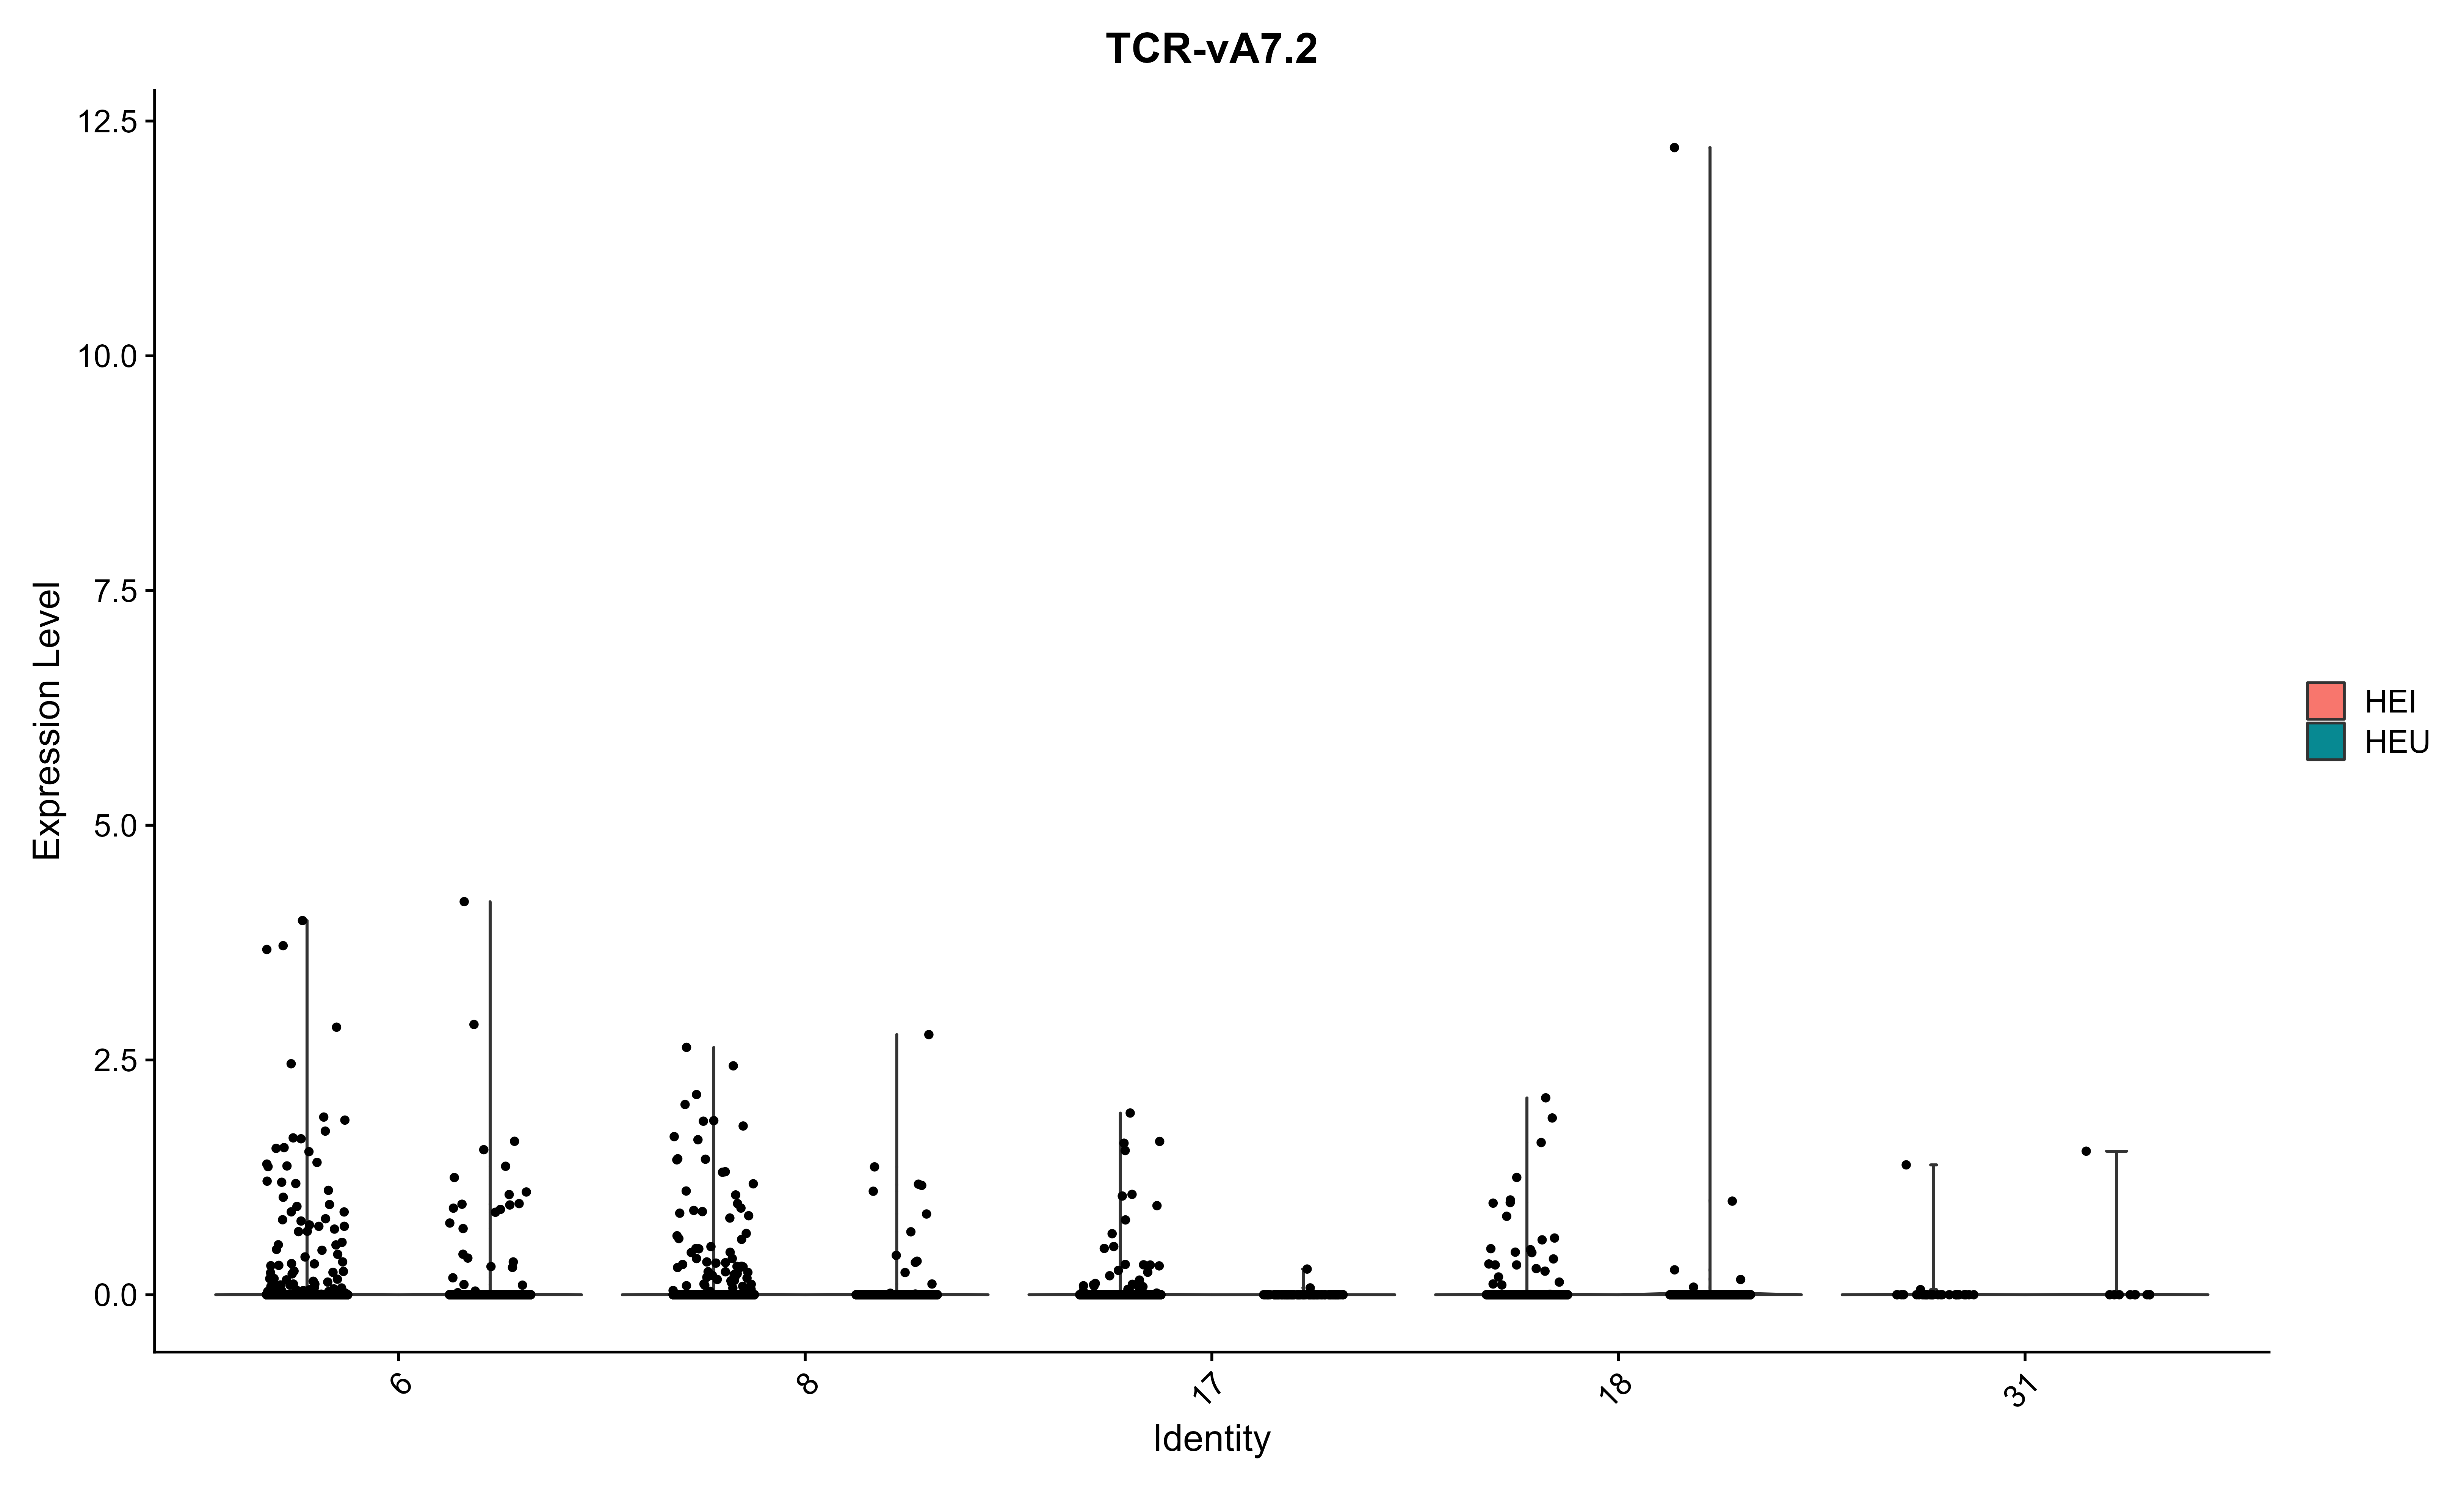 TCR-vA7.2
12.5
10.0
7.5
5.0
2.5
0.0
Expression Level
6
8
17
18
31
Identity
HEI
HEU